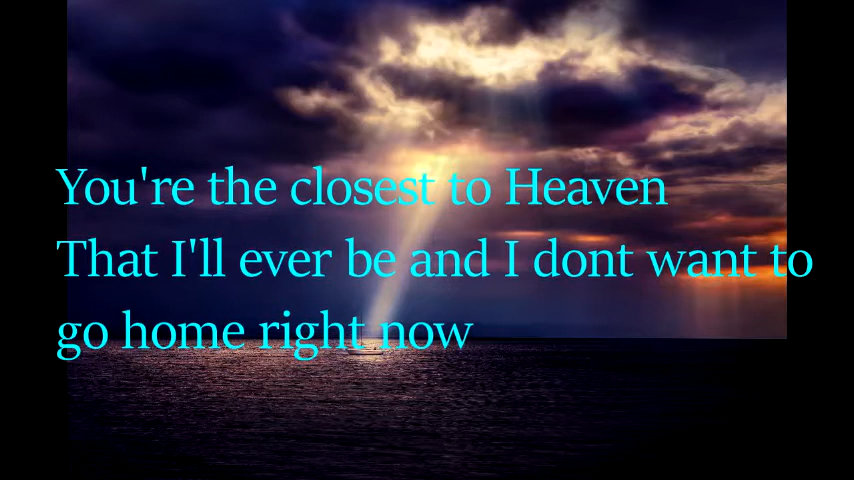 You're the closest to Heaven
That I'll ever be and I dont want to
go home right now